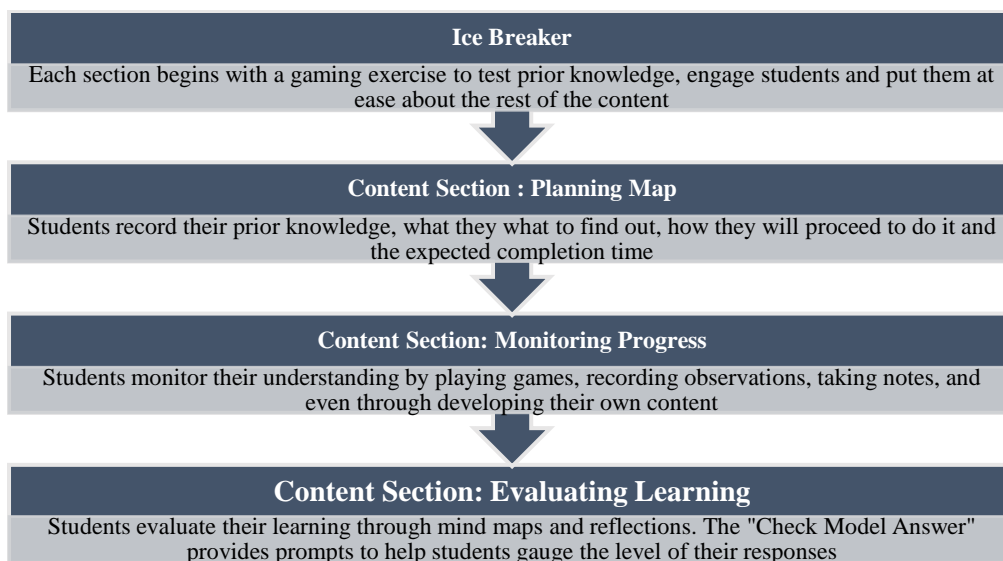 Ice Breaker
Each section begins with a gaming exercise to test prior knowledge, engage students and put them at
ease about the rest of the content
Content Section : Planning Map
Students record their prior knowledge, what they what to find out, how they will proceed to do it and
the expected completion time
Content Section: Monitoring Progress
Students monitor their understanding by playing games, recording observations, taking notes, and
even through developing their own content
Content Section: Evaluating Learning
Students evaluate their learning through mind maps and reflections. The "Check Model Answer"
provides prompts to help students gauge the level of their responses